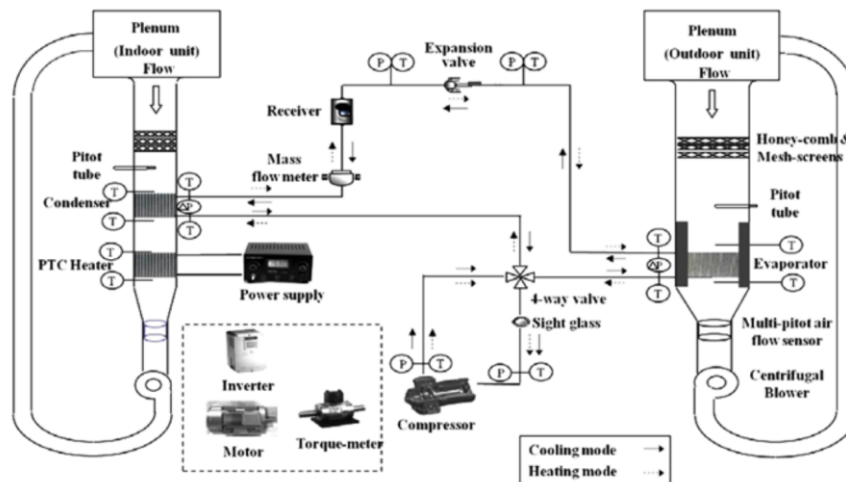 Plenum
(Indoor unit)
Flow
Plenum
(Outdoor unit)
Flow
Expansion
valve
P T
P T
Receiver
Honey-comb &
Mesh-screens
Pitot
tube
Mass
flow meter
Pitot
tube
T
T
Condenser
△P
T
T
T
T
PTC Heater
T
Power supply
T
△P
T
T
Evaporator
T
4-way valve
Sight glass
Multi-pitot air
flow sensor
P T
P T
Inverter
Motor
Torque-meter
Compressor
Centrifugal
Blower
Cooling mode
Heating mode